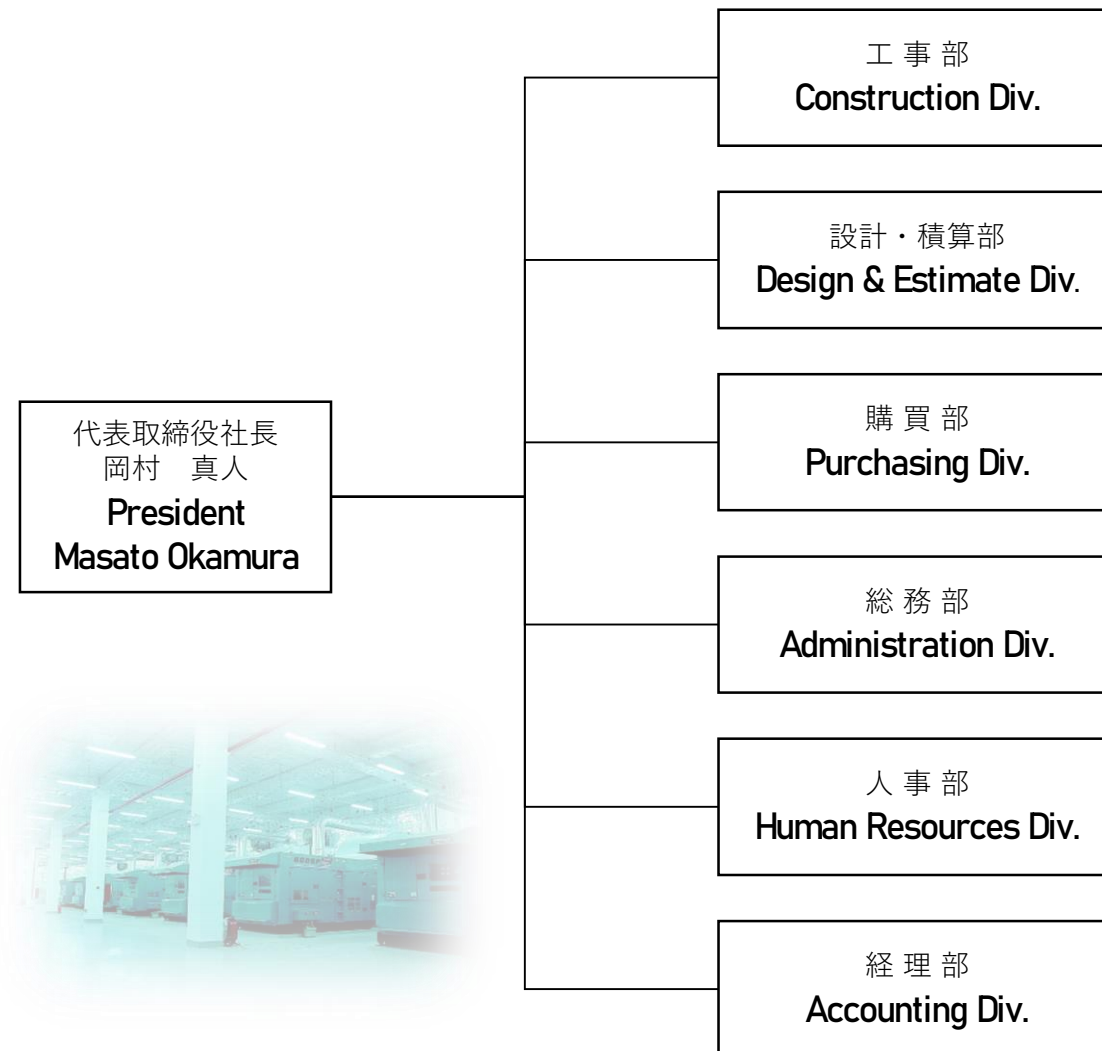 工 事 部
Construction Div.
設計・積算部
Design & Estimate Div.
購 買 部
Purchasing Div.
代表取締役社長
岡村　真人
President
Masato Okamura
総 務 部
Administration Div.
人 事 部
Human Resources Div.
経 理 部
Accounting Div.